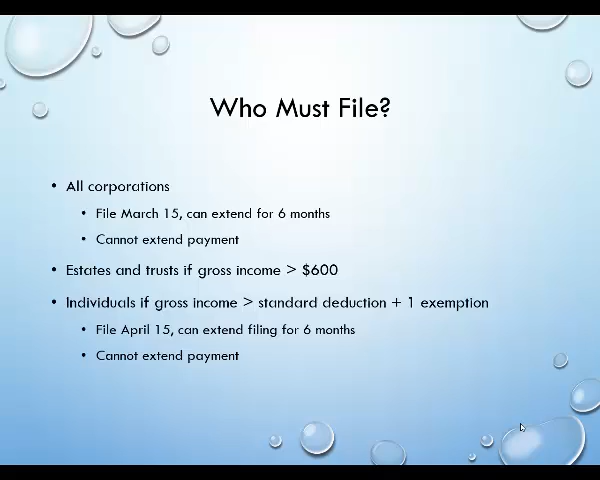 Who Must File?
• All corporations
• File March 15, can extend for 6 months
• Cannot extend payment
• Estates and trusts if gross income > $600
• Individuals if gross income > standard deduction + 1 exemption
• File April 15, can extend filing for 6 months
• Cannot extend payment